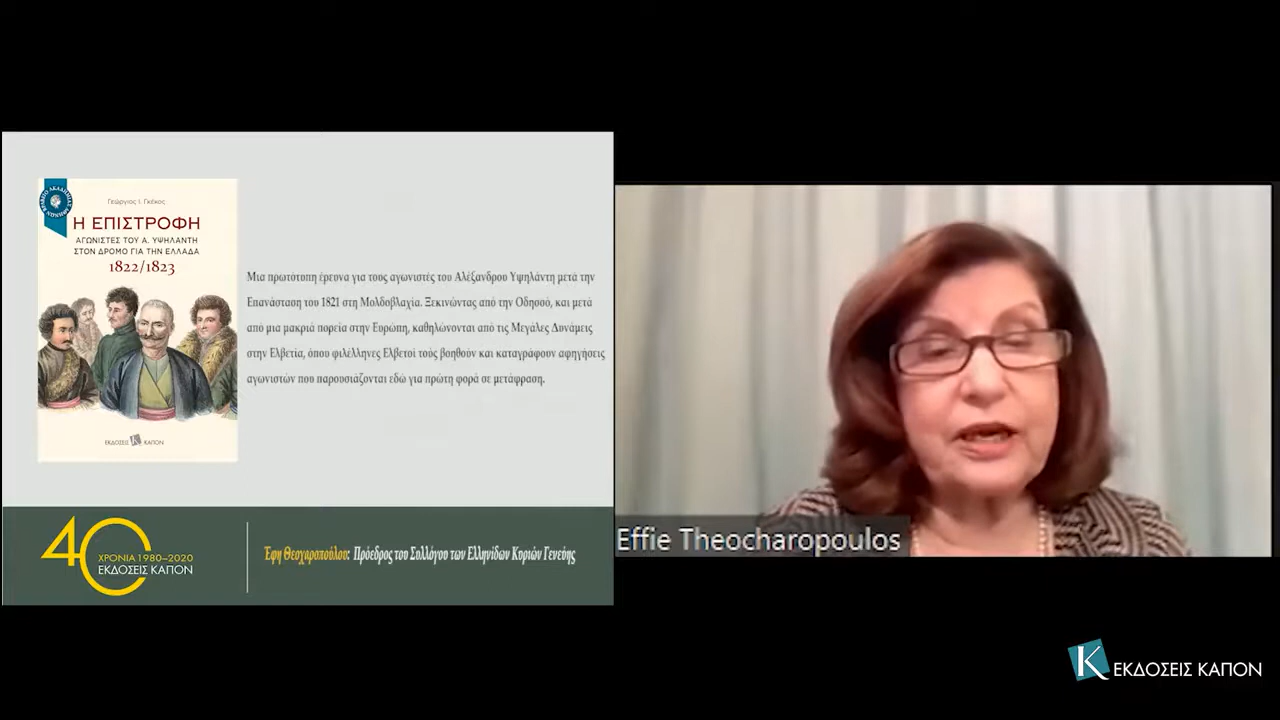 Γεώργιος Ι. Γκέκος
Η ΕΠΙΣΤΡΟΦΗ
ΑΓΩΝΙΣΤΕΣ ΤΟΥ Α. ΥΨΗΛΑΝΤΗ
ΣΤΟΝ ΔΡΟΜΟ ΓΙΑ ΤΗΝ ΕΛΛΑΔΑ
1822/1823
ΕΚΔΟΣΕΙΣ Κ ΚΑΠΟΝ
Μια πρωτότυπη έρευνα για τους αγωνιστές του Αλέξανδρου Υψηλάντη μετά την
Επανάσταση του 1821 στη Μολδοβλαχία. Ξεκινώντας από την Οδησσό, και μετά
από μια μακριά πορεία στην Ευρώπη, καθηλώνονται από τις Μεγάλες Δυνάμεις
στην Ελβετία, όπου φιλέλληνες Ελβετοί τούς βοηθούν και καταγράφουν αφηγήσεις
αγωνιστών που παρουσιάζονται εδώ για πρώτη φορά σε μετάφραση.
40
ΧΡΟΝΙΑ 1980–2020
ΕΚΔΟΣΕΙΣ ΚΑΠΟΝ
Έφη Θεοχαροπούλου: Πρόεδρος του Συλλόγου των Ελληνίδων Κυριών Γενεύης
Effie Theocharopoulos
Κ ΕΚΔΟΣΕΙΣ ΚΑΠΟΝ